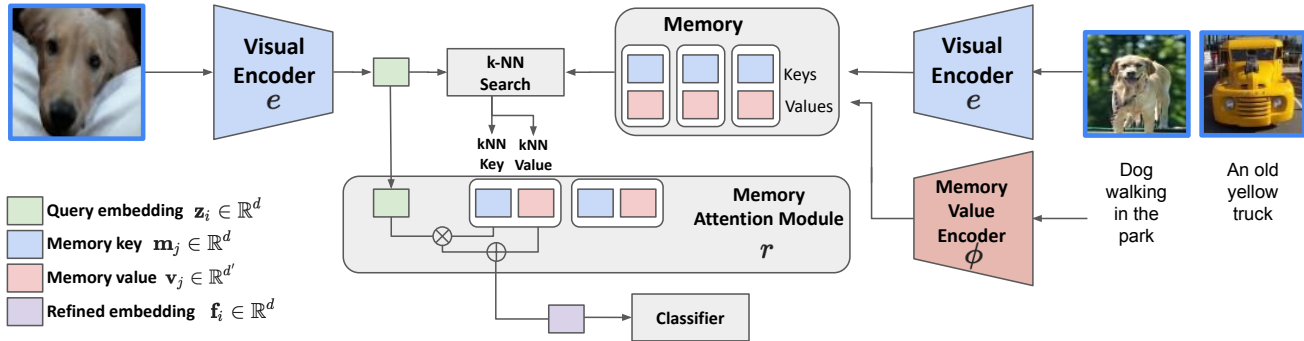 Visual
Encoder
e
k-NN
Search
Memory
Keys
Values
Visual
Encoder
e
kNN
Key
kNN
Value
Dog
walking
in the
park
An old
yellow
truck
Memory
Value
Encoder
ϕ
Memory
Attention Module
r
Query embedding z_i ∈ ℝ^d
Memory key m_j ∈ ℝ^d
Memory value v_j ∈ ℝ^{d'}
Refined embedding f_i ∈ ℝ^d
Classifier